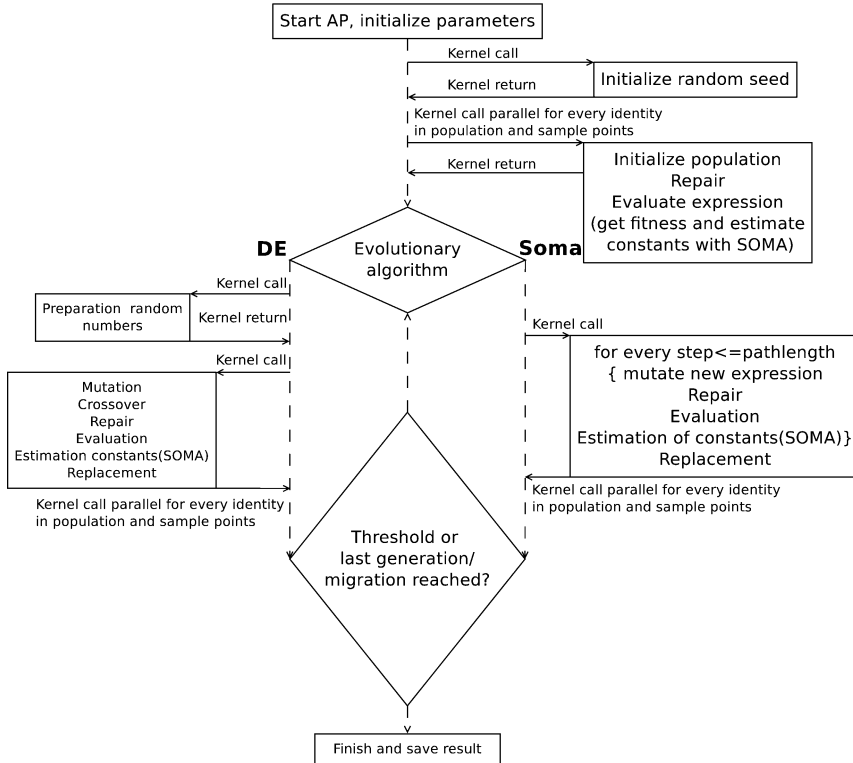 Start AP, initialize parameters
Kernel call
Initialize random seed
Kernel return
Kernel call parallel for every identity
in population and sample points
Kernel return
Initialize population
Repair
Evaluate expression
(get fitness and estimate
constants with SOMA)
DE
Evolutionary
algorithm
Soma
Kernel call
Preparation random
numbers
Kernel return
Kernel call
Mutation
Crossover
Repair
Evaluation
Estimation constants(SOMA)
Replacement
Kernel call parallel for every identity
in population and sample points
Kernel call
for every step<=pathlength
{ mutate new expression
Repair
Evaluation
Estimation of constants(SOMA)}
Replacement
Kernel call parallel for every identity
in population and sample points
Threshold or
last generation/
migration reached?
Finish and save result